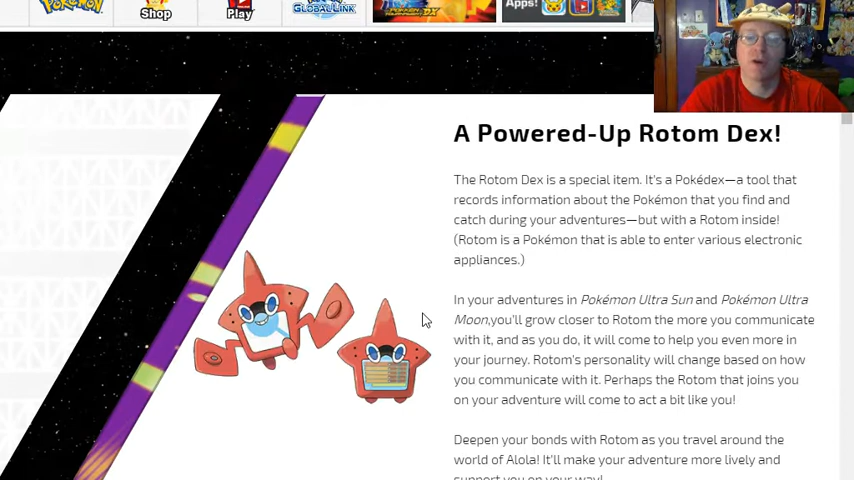 Pokémon
Shop
Play
GLOBAL LINK
Apps!
A Powered-Up Rotom Dex!
The Rotom Dex is a special item. It's a Pokédex—a tool that
records information about the Pokémon that you find and
catch during your adventures—but with a Rotom inside!
(Rotom is a Pokémon that is able to enter various electronic
appliances.)
In your adventures in Pokémon Ultra Sun and Pokémon Ultra
Moon,you'll grow closer to Rotom the more you communicate
with it, and as you do, it will come to help you even more in
your journey. Rotom's personality will change based on how
you communicate with it. Perhaps the Rotom that joins you
on your adventure will come to act a bit like you!
Deepen your bonds with Rotom as you travel around the
world of Alola! It'll make your adventure more lively and
support you on your way!